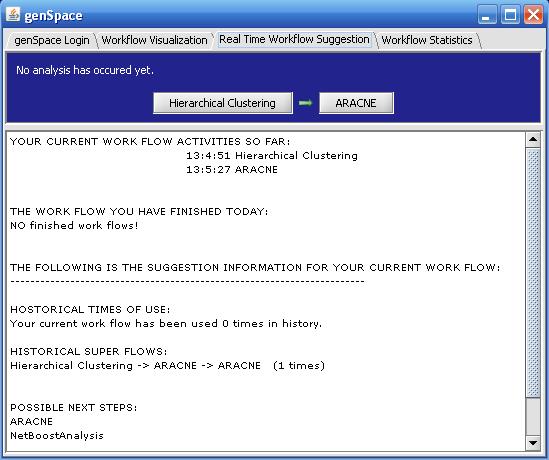 genSpace
genSpace Login Workflow Visualization Real Time Workflow Suggestion Workflow Statistics
No analysis has occured yet.
Hierarchical Clustering ARACNE
YOUR CURRENT WORK FLOW ACTIVITIES SO FAR:
13:4:51 Hierarchical Clustering
13:5:27 ARACNE
THE WORK FLOW YOU HAVE FINISHED TODAY:
NO finished work flows!
THE FOLLOWING IS THE SUGGESTION INFORMATION FOR YOUR CURRENT WORK FLOW:
-----------------------------------------------------------------------
HOSTORICAL TIMES OF USE:
Your current work flow has been used 0 times in history.
HISTORICAL SUPER FLOWS:
Hierarchical Clustering -> ARACNE -> ARACNE (1 times)
POSSIBLE NEXT STEPS:
ARACNE
NetBoostAnalysis